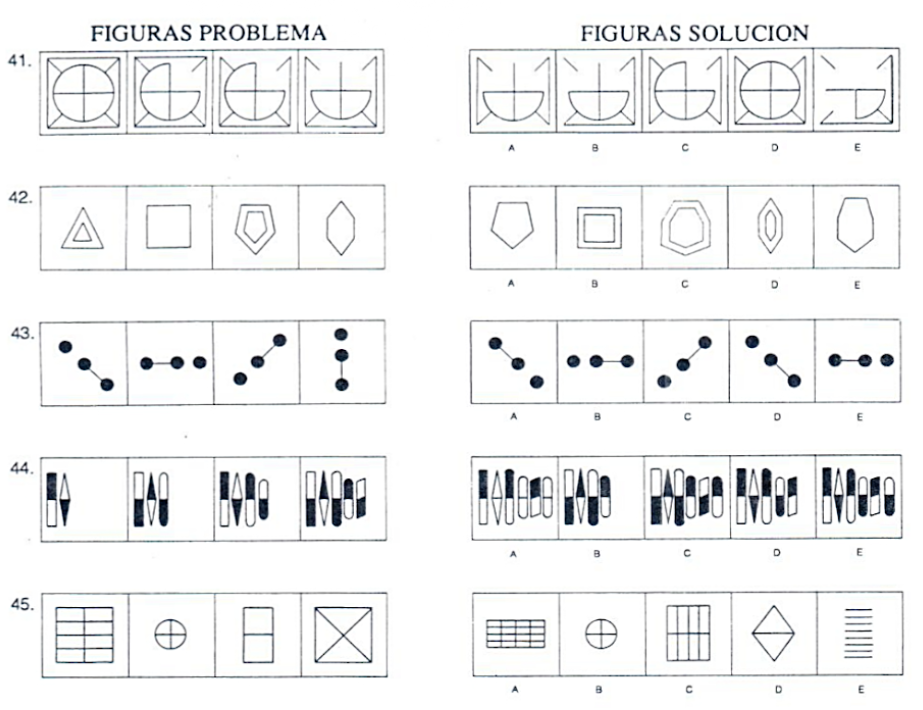 FIGURAS PROBLEMA
FIGURAS SOLUCION
41.
A B C D E
42.
A B C D E
43.
A B C D E
44.
A B C D E
45.
A B C D E